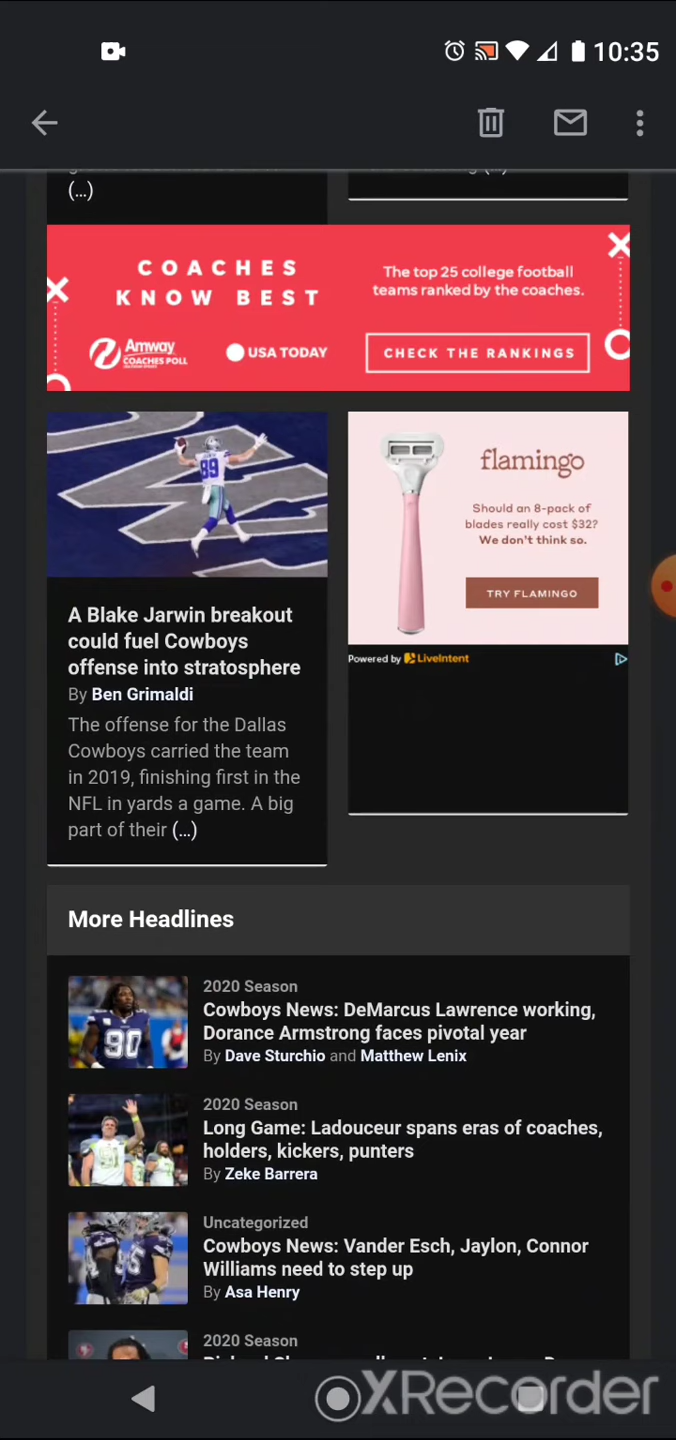 10:35
(...)
COACHES
KNOW BEST
The top 25 college football
teams ranked by the coaches.
Amway
COACHES POLL
USA TODAY
CHECK THE RANKINGS
89
flamingo
Should an 8-pack of
blades really cost $32?
We don't think so.
TRY FLAMINGO
Powered by LiveIntent
A Blake Jarwin breakout
could fuel Cowboys
offense into stratosphere
By Ben Grimaldi
The offense for the Dallas
Cowboys carried the team
in 2019, finishing first in the
NFL in yards a game. A big
part of their (...)
More Headlines
2020 Season
Cowboys News: DeMarcus Lawrence working,
Dorance Armstrong faces pivotal year
By Dave Sturchio and Matthew Lenix
90
2020 Season
Long Game: Ladouceur spans eras of coaches,
holders, kickers, punters
By Zeke Barrera
Uncategorized
Cowboys News: Vander Esch, Jaylon, Connor
Williams need to step up
By Asa Henry
2020 Season
XRecorder